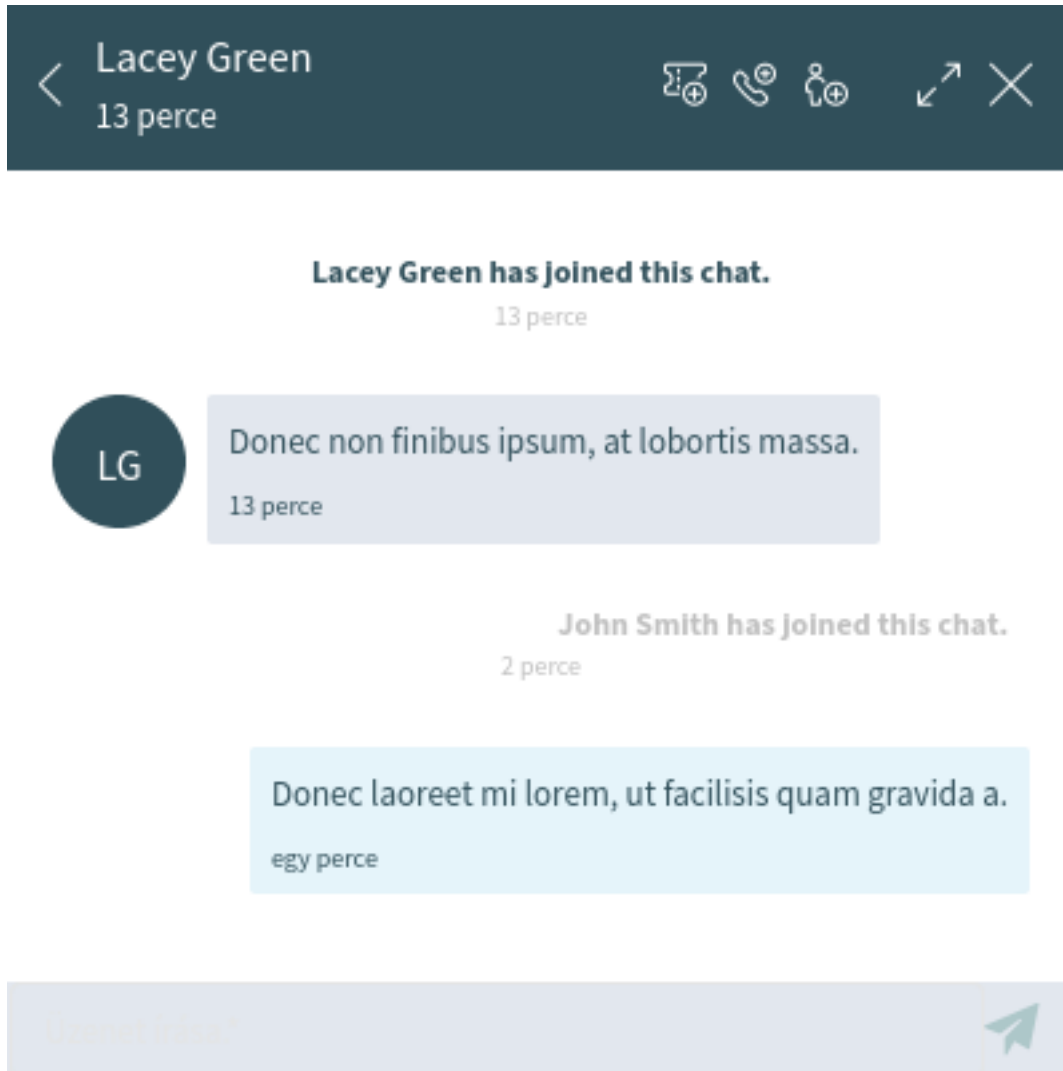 Lacey Green
13 perce
Lacey Green has joined this chat.
13 perce
LG
Donec non finibus ipsum, at lobortis massa.
13 perce
John Smith has joined this chat.
2 perce
Donec laoreet mi lorem, ut facilisis quam gravida a.
egy perce